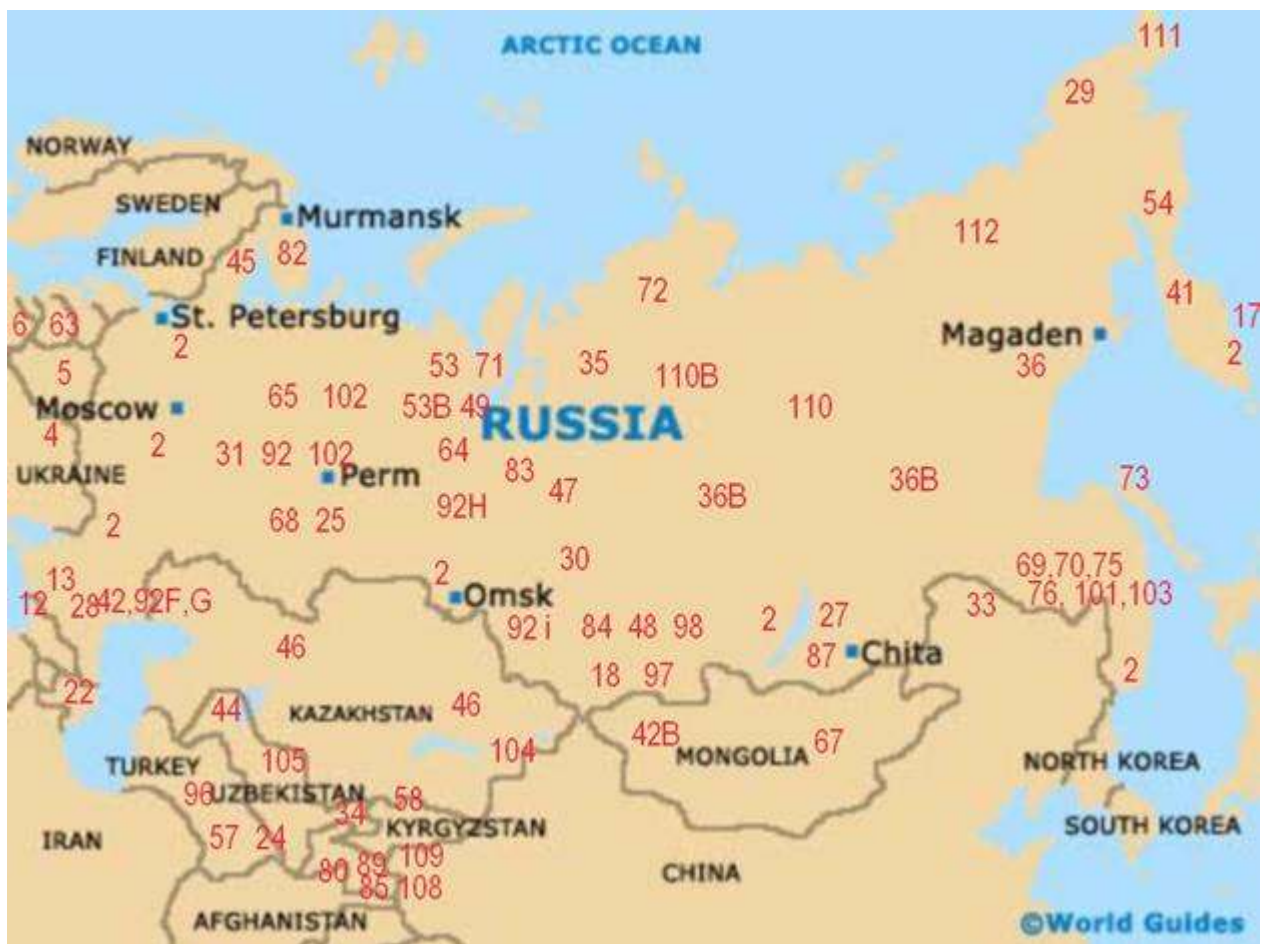 ARCTIC OCEAN
111
29
NORWAY
SWEDEN
Murmansk
54
FINLAND
45
82
112
72
41
6
63
St. Petersburg
17
2
Magaden
2
5
53
71
35
110B
36
65
102
Moscow
53B
49
RUSSIA
110
4
2
31
92
102
64
UKRAINE
Perm
83
47
36B
36B
73
92H
2
68
25
30
69,70,75
13
2
Omsk
76, 101,103
12
28
42,92F,G
33
92 i
84
48
98
2
27
46
87
Chita
18
97
2
22
44
KAZAKHSTAN
46
42B
67
104
MONGOLIA
TURKEY
105
NORTH KOREA
96
UZBEKISTAN
58
34
KYRGYZSTAN
SOUTH KOREA
IRAN
57
24
109
80
89
CHINA
85
108
AFGHANISTAN
©World Guides